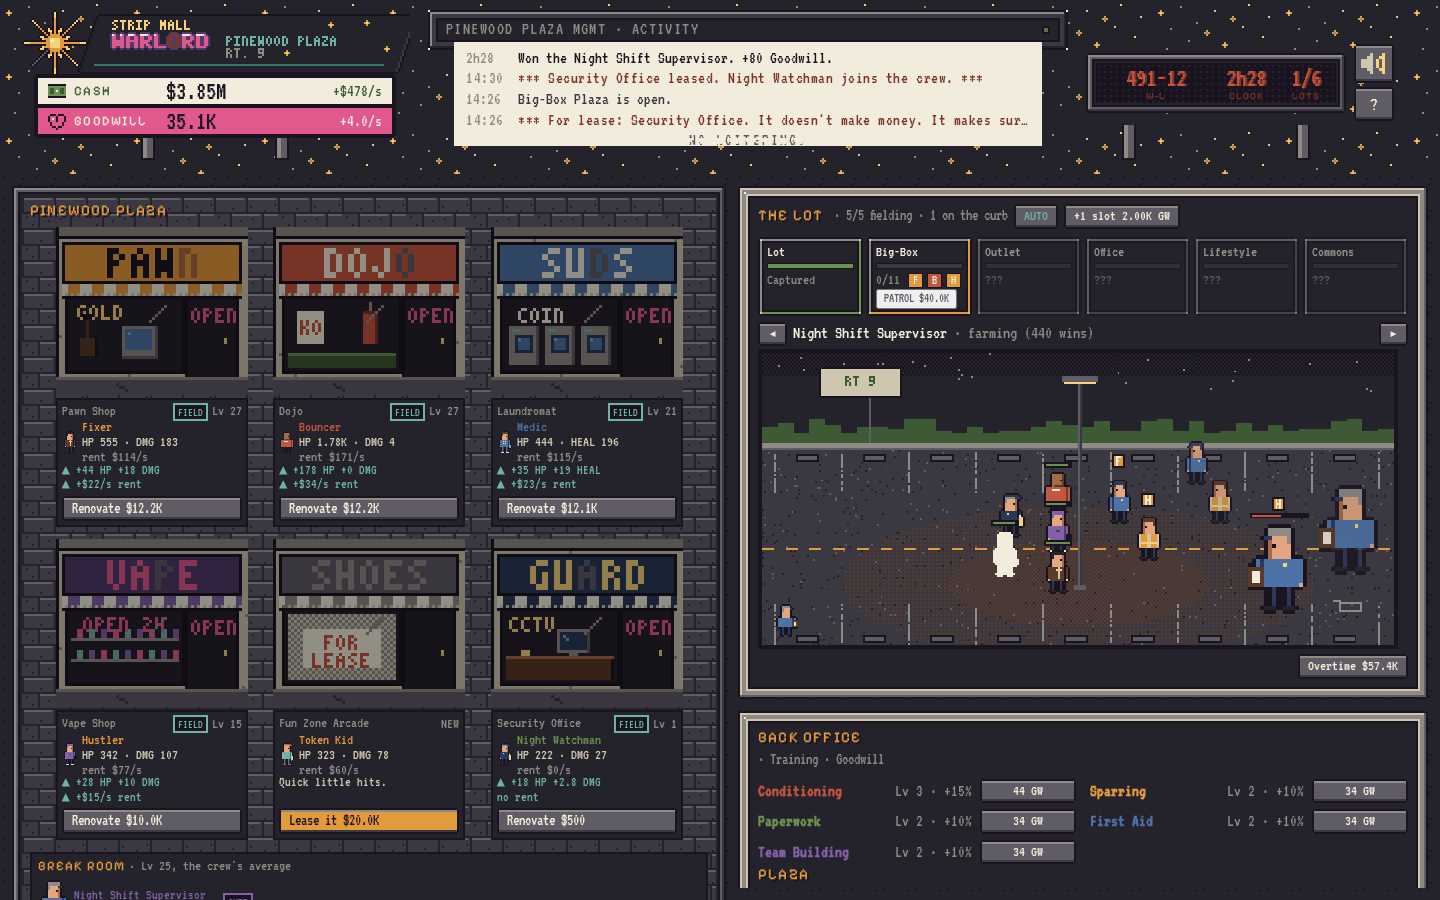 STRIP MALL
WARLORD
PINEWOOD PLAZA
RT. 9
CASH $3.85M +$478/s
GOODWILL 35.1K +4.0/s
PINEWOOD PLAZA MGMT · ACTIVITY
2h28 Won the Night Shift Supervisor. +80 Goodwill.
14:30 *** Security Office leased. Night Watchman joins the crew. ***
14:26 Big-Box Plaza is open.
14:26 *** For lease: Security Office. It doesn't make money. It makes sur…
NO LOITERING.
491-12 2h28 1/6
W-L CLOCK LOTS
?
PINEWOOD PLAZA
PAWN
GOLD
OPEN
DOJO
KO
OPEN
SUDS
COIN
OPEN
Pawn Shop FIELD Lv 27
Fixer
HP 555 · DMG 183
rent $114/s
▲ +44 HP +18 DMG
▲ +$22/s rent
Renovate $12.2K
Dojo FIELD Lv 27
Bouncer
HP 1.78K · DMG 4
rent $171/s
▲ +178 HP +0 DMG
▲ +$34/s rent
Renovate $12.2K
Laundromat FIELD Lv 21
Medic
HP 444 · HEAL 196
rent $115/s
▲ +35 HP +19 HEAL
▲ +$23/s rent
Renovate $12.1K
VAPE
OPEN 2K
OPEN
SHOES
FOR
LEASE
GUARD
CCTV
OPEN
Vape Shop FIELD Lv 15
Hustler
HP 342 · DMG 107
rent $77/s
▲ +28 HP +10 DMG
▲ +$15/s rent
Renovate $10.0K
Fun Zone Arcade NEW
Token Kid
HP 323 · DMG 78
rent $60/s
Quick little hits.
Lease it $20.0K
Security Office FIELD Lv 1
Night Watchman
HP 222 · DMG 27
rent $0/s
▲ +18 HP +2.8 DMG
no rent
Renovate $500
BREAK ROOM · Lv 25, the crew's average
Night Shift Supervisor
THE LOT · 5/5 fielding · 1 on the curb AUTO +1 slot 2.00K GW
Lot
Captured
Big-Box
0/11 F B H
PATROL $40.0K
Outlet
???
Office
???
Lifestyle
???
Commons
???
◄ Night Shift Supervisor · farming (440 wins) ►
RT 9
F
H
H
Overtime $57.4K
BACK OFFICE
· Training · Goodwill
Conditioning Lv 3 · +15% 44 GW
Sparring Lv 2 · +10% 34 GW
Paperwork Lv 2 · +10% 34 GW
First Aid Lv 2 · +10% 34 GW
Team Building Lv 2 · +10% 34 GW
PLAZA